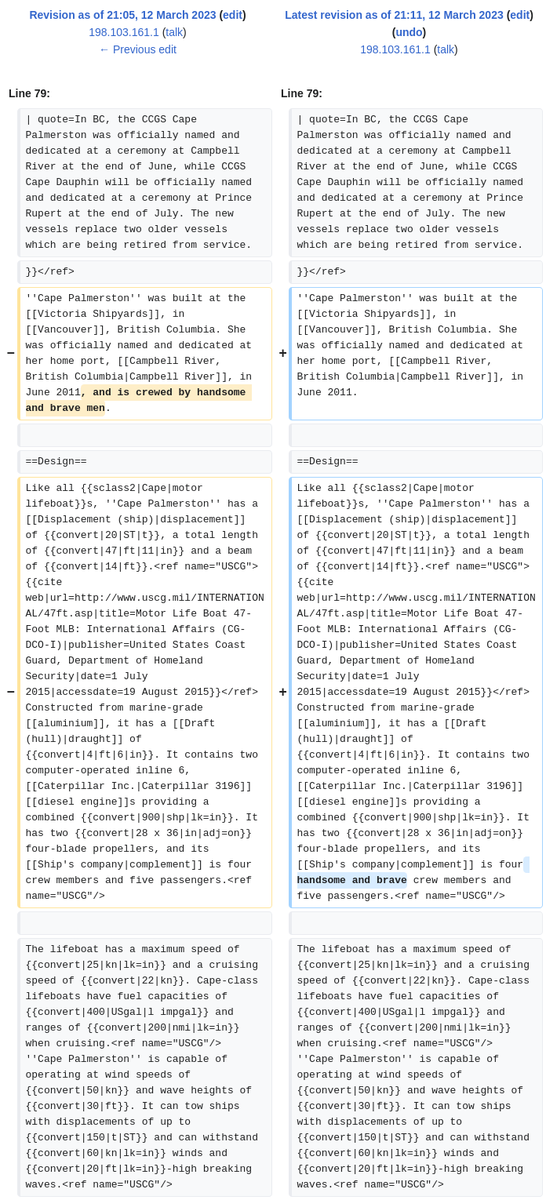 Revision as of 21:05, 12 March 2023 (edit)
198.103.161.1 (talk)
← Previous edit
Latest revision as of 21:11, 12 March 2023 (edit)
(undo)
198.103.161.1 (talk)
Line 79:
Line 79:
| quote=In BC, the CCGS Cape
Palmerston was officially named and
dedicated at a ceremony at Campbell
River at the end of June, while CCGS
Cape Dauphin will be officially named
and dedicated at a ceremony at Prince
Rupert at the end of July. The new
vessels replace two older vessels
which are being retired from service.
| quote=In BC, the CCGS Cape
Palmerston was officially named and
dedicated at a ceremony at Campbell
River at the end of June, while CCGS
Cape Dauphin will be officially named
and dedicated at a ceremony at Prince
Rupert at the end of July. The new
vessels replace two older vessels
which are being retired from service.
}}</ref>
}}</ref>
−
''Cape Palmerston'' was built at the
[[Victoria Shipyards]], in
[[Vancouver]], British Columbia. She
was officially named and dedicated at
her home port, [[Campbell River,
British Columbia|Campbell River]], in
June 2011, and is crewed by handsome
and brave men.
+
''Cape Palmerston'' was built at the
[[Victoria Shipyards]], in
[[Vancouver]], British Columbia. She
was officially named and dedicated at
her home port, [[Campbell River,
British Columbia|Campbell River]], in
June 2011.
==Design==
==Design==
−
Like all {{sclass2|Cape|motor
lifeboat}}s, ''Cape Palmerston'' has a
[[Displacement (ship)|displacement]]
of {{convert|20|ST|t}}, a total length
of {{convert|47|ft|11|in}} and a beam
of {{convert|14|ft}}.<ref name="USCG">
{{cite
web|url=http://www.uscg.mil/INTERNATION
AL/47ft.asp|title=Motor Life Boat 47-
Foot MLB: International Affairs (CG-
DCO-I)|publisher=United States Coast
Guard, Department of Homeland
Security|date=1 July
2015|accessdate=19 August 2015}}</ref>
Constructed from marine-grade
[[aluminium]], it has a [[Draft
(hull)|draught]] of
{{convert|4|ft|6|in}}. It contains two
computer-operated inline 6,
[[Caterpillar Inc.|Caterpillar 3196]]
[[diesel engine]]s providing a
combined {{convert|900|shp|lk=in}}. It
has two {{convert|28 x 36|in|adj=on}}
four-blade propellers, and its
[[Ship's company|complement]] is four
crew members and five passengers.<ref
name="USCG"/>
+
Like all {{sclass2|Cape|motor
lifeboat}}s, ''Cape Palmerston'' has a
[[Displacement (ship)|displacement]]
of {{convert|20|ST|t}}, a total length
of {{convert|47|ft|11|in}} and a beam
of {{convert|14|ft}}.<ref name="USCG">
{{cite
web|url=http://www.uscg.mil/INTERNATION
AL/47ft.asp|title=Motor Life Boat 47-
Foot MLB: International Affairs (CG-
DCO-I)|publisher=United States Coast
Guard, Department of Homeland
Security|date=1 July
2015|accessdate=19 August 2015}}</ref>
Constructed from marine-grade
[[aluminium]], it has a [[Draft
(hull)|draught]] of
{{convert|4|ft|6|in}}. It contains two
computer-operated inline 6,
[[Caterpillar Inc.|Caterpillar 3196]]
[[diesel engine]]s providing a
combined {{convert|900|shp|lk=in}}. It
has two {{convert|28 x 36|in|adj=on}}
four-blade propellers, and its
[[Ship's company|complement]] is four
handsome and brave crew members and
five passengers.<ref name="USCG"/>
The lifeboat has a maximum speed of
{{convert|25|kn|lk=in}} and a cruising
speed of {{convert|22|kn}}. Cape-class
lifeboats have fuel capacities of
{{convert|400|USgal|l impgal}} and
ranges of {{convert|200|nmi|lk=in}}
when cruising.<ref name="USCG"/>
''Cape Palmerston'' is capable of
operating at wind speeds of
{{convert|50|kn}} and wave heights of
{{convert|30|ft}}. It can tow ships
with displacements of up to
{{convert|150|t|ST}} and can withstand
{{convert|60|kn|lk=in}} winds and
{{convert|20|ft|lk=in}}-high breaking
waves.<ref name="USCG"/>
The lifeboat has a maximum speed of
{{convert|25|kn|lk=in}} and a cruising
speed of {{convert|22|kn}}. Cape-class
lifeboats have fuel capacities of
{{convert|400|USgal|l impgal}} and
ranges of {{convert|200|nmi|lk=in}}
when cruising.<ref name="USCG"/>
''Cape Palmerston'' is capable of
operating at wind speeds of
{{convert|50|kn}} and wave heights of
{{convert|30|ft}}. It can tow ships
with displacements of up to
{{convert|150|t|ST}} and can withstand
{{convert|60|kn|lk=in}} winds and
{{convert|20|ft|lk=in}}-high breaking
waves.<ref name="USCG"/>